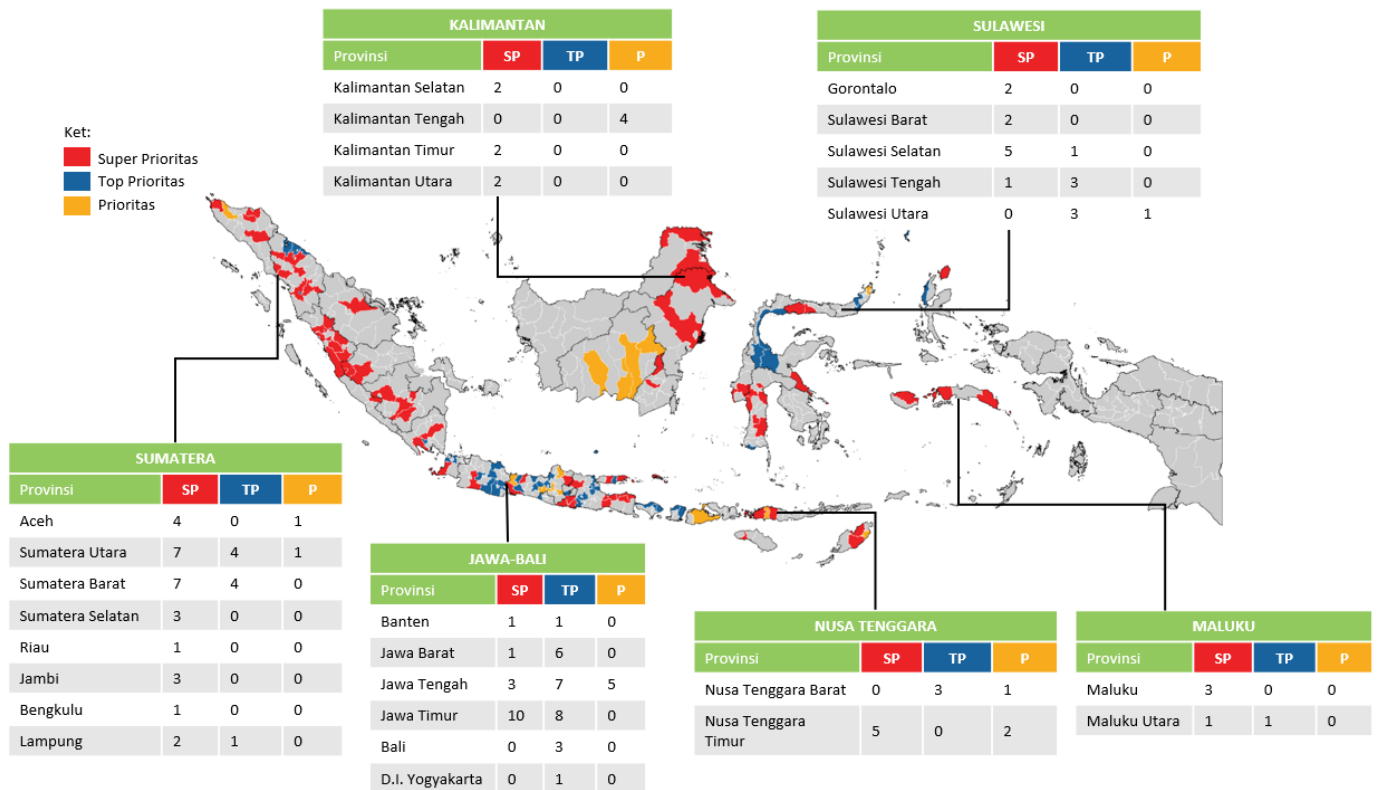 KALIMANTAN
Provinsi SP TP P
Kalimantan Selatan 2 0 0
Kalimantan Tengah 0 0 4
Kalimantan Timur 2 0 0
Kalimantan Utara 2 0 0
SULAWESI
Provinsi SP TP P
Gorontalo 2 0 0
Sulawesi Barat 2 0 0
Sulawesi Selatan 5 1 0
Sulawesi Tengah 1 3 0
Sulawesi Utara 0 3 1
Ket:
Super Prioritas
Top Prioritas
Prioritas
SUMATERA
Provinsi SP TP P
Aceh 4 0 1
Sumatera Utara 7 4 1
Sumatera Barat 7 4 0
Sumatera Selatan 3 0 0
Riau 1 0 0
Jambi 3 0 0
Bengkulu 1 0 0
Lampung 2 1 0
JAWA-BALI
Provinsi SP TP P
Banten 1 1 0
Jawa Barat 1 6 0
Jawa Tengah 3 7 5
Jawa Timur 10 8 0
Bali 0 3 0
D.I. Yogyakarta 0 1 0
NUSA TENGGARA
Provinsi SP TP P
Nusa Tenggara Barat 0 3 1
Nusa Tenggara
Timur 5 0 2
MALUKU
Provinsi SP TP P
Maluku 3 0 0
Maluku Utara 1 1 0